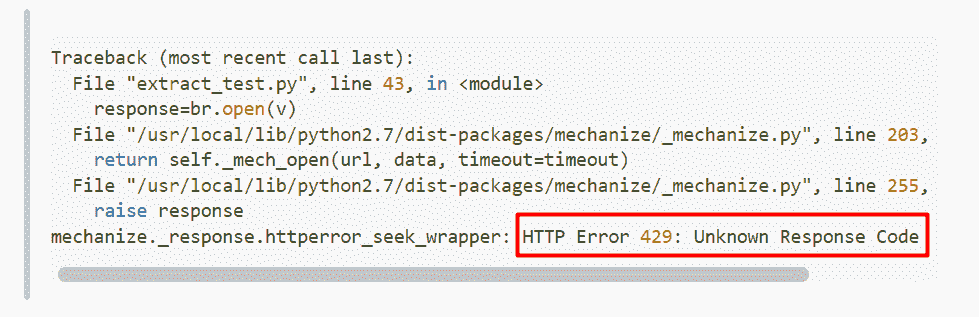 Traceback (most recent call last):
File "extract_test.py", line 43, in <module>
response=br.open(v)
File "/usr/local/lib/python2.7/dist-packages/mechanize/_mechanize.py", line 203,
return self._mech_open(url, data, timeout=timeout)
File "/usr/local/lib/python2.7/dist-packages/mechanize/_mechanize.py", line 255,
raise response
mechanize._response.httperror_seek_wrapper: HTTP Error 429: Unknown Response Code